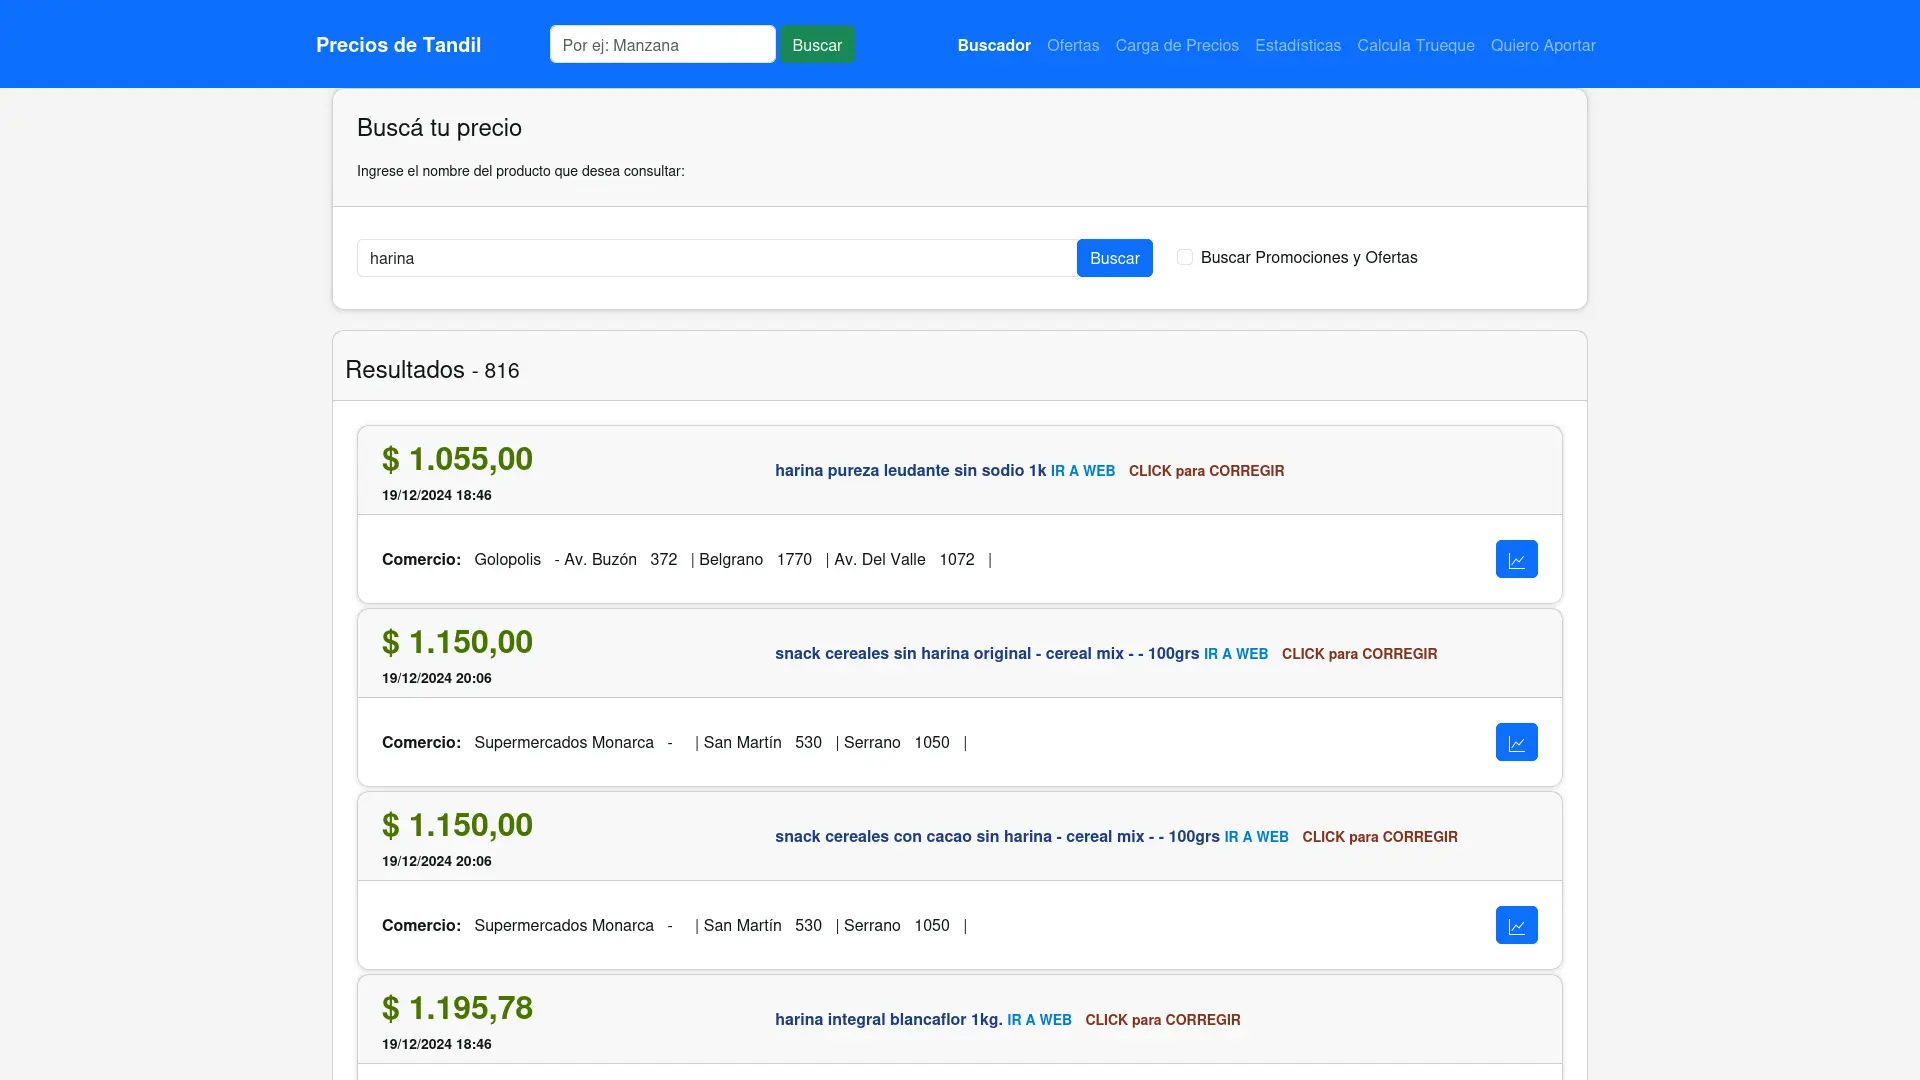 Precios de Tandil
Por ej: Manzana
Buscar
Buscador Ofertas Carga de Precios Estadísticas Calcula Trueque Quiero Aportar
Buscá tu precio
Ingrese el nombre del producto que desea consultar:
harina
Buscar
Buscar Promociones y Ofertas
Resultados - 816
$ 1.055,00
19/12/2024 18:46
harina pureza leudante sin sodio 1k IR A WEB CLICK para CORREGIR
Comercio: Golopolis - Av. Buzón 372 | Belgrano 1770 | Av. Del Valle 1072 |
$ 1.150,00
19/12/2024 20:06
snack cereales sin harina original - cereal mix - - 100grs IR A WEB CLICK para CORREGIR
Comercio: Supermercados Monarca - | San Martín 530 | Serrano 1050 |
$ 1.150,00
19/12/2024 20:06
snack cereales con cacao sin harina - cereal mix - - 100grs IR A WEB CLICK para CORREGIR
Comercio: Supermercados Monarca - | San Martín 530 | Serrano 1050 |
$ 1.195,78
19/12/2024 18:46
harina integral blancaflor 1kg. IR A WEB CLICK para CORREGIR